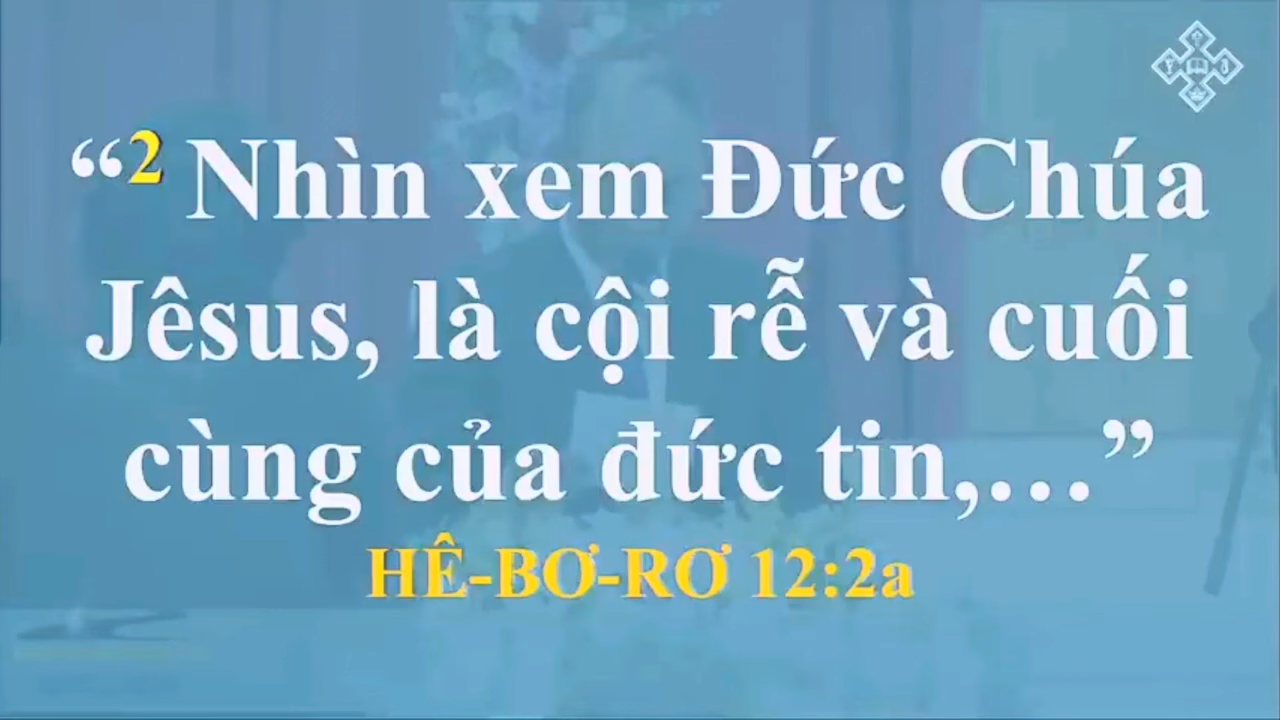 “2 Nhìn xem Đức Chúa
Jêsus, là cội rễ và cuối
cùng của đức tin,…”
HÊ-BƠ-RƠ 12:2a